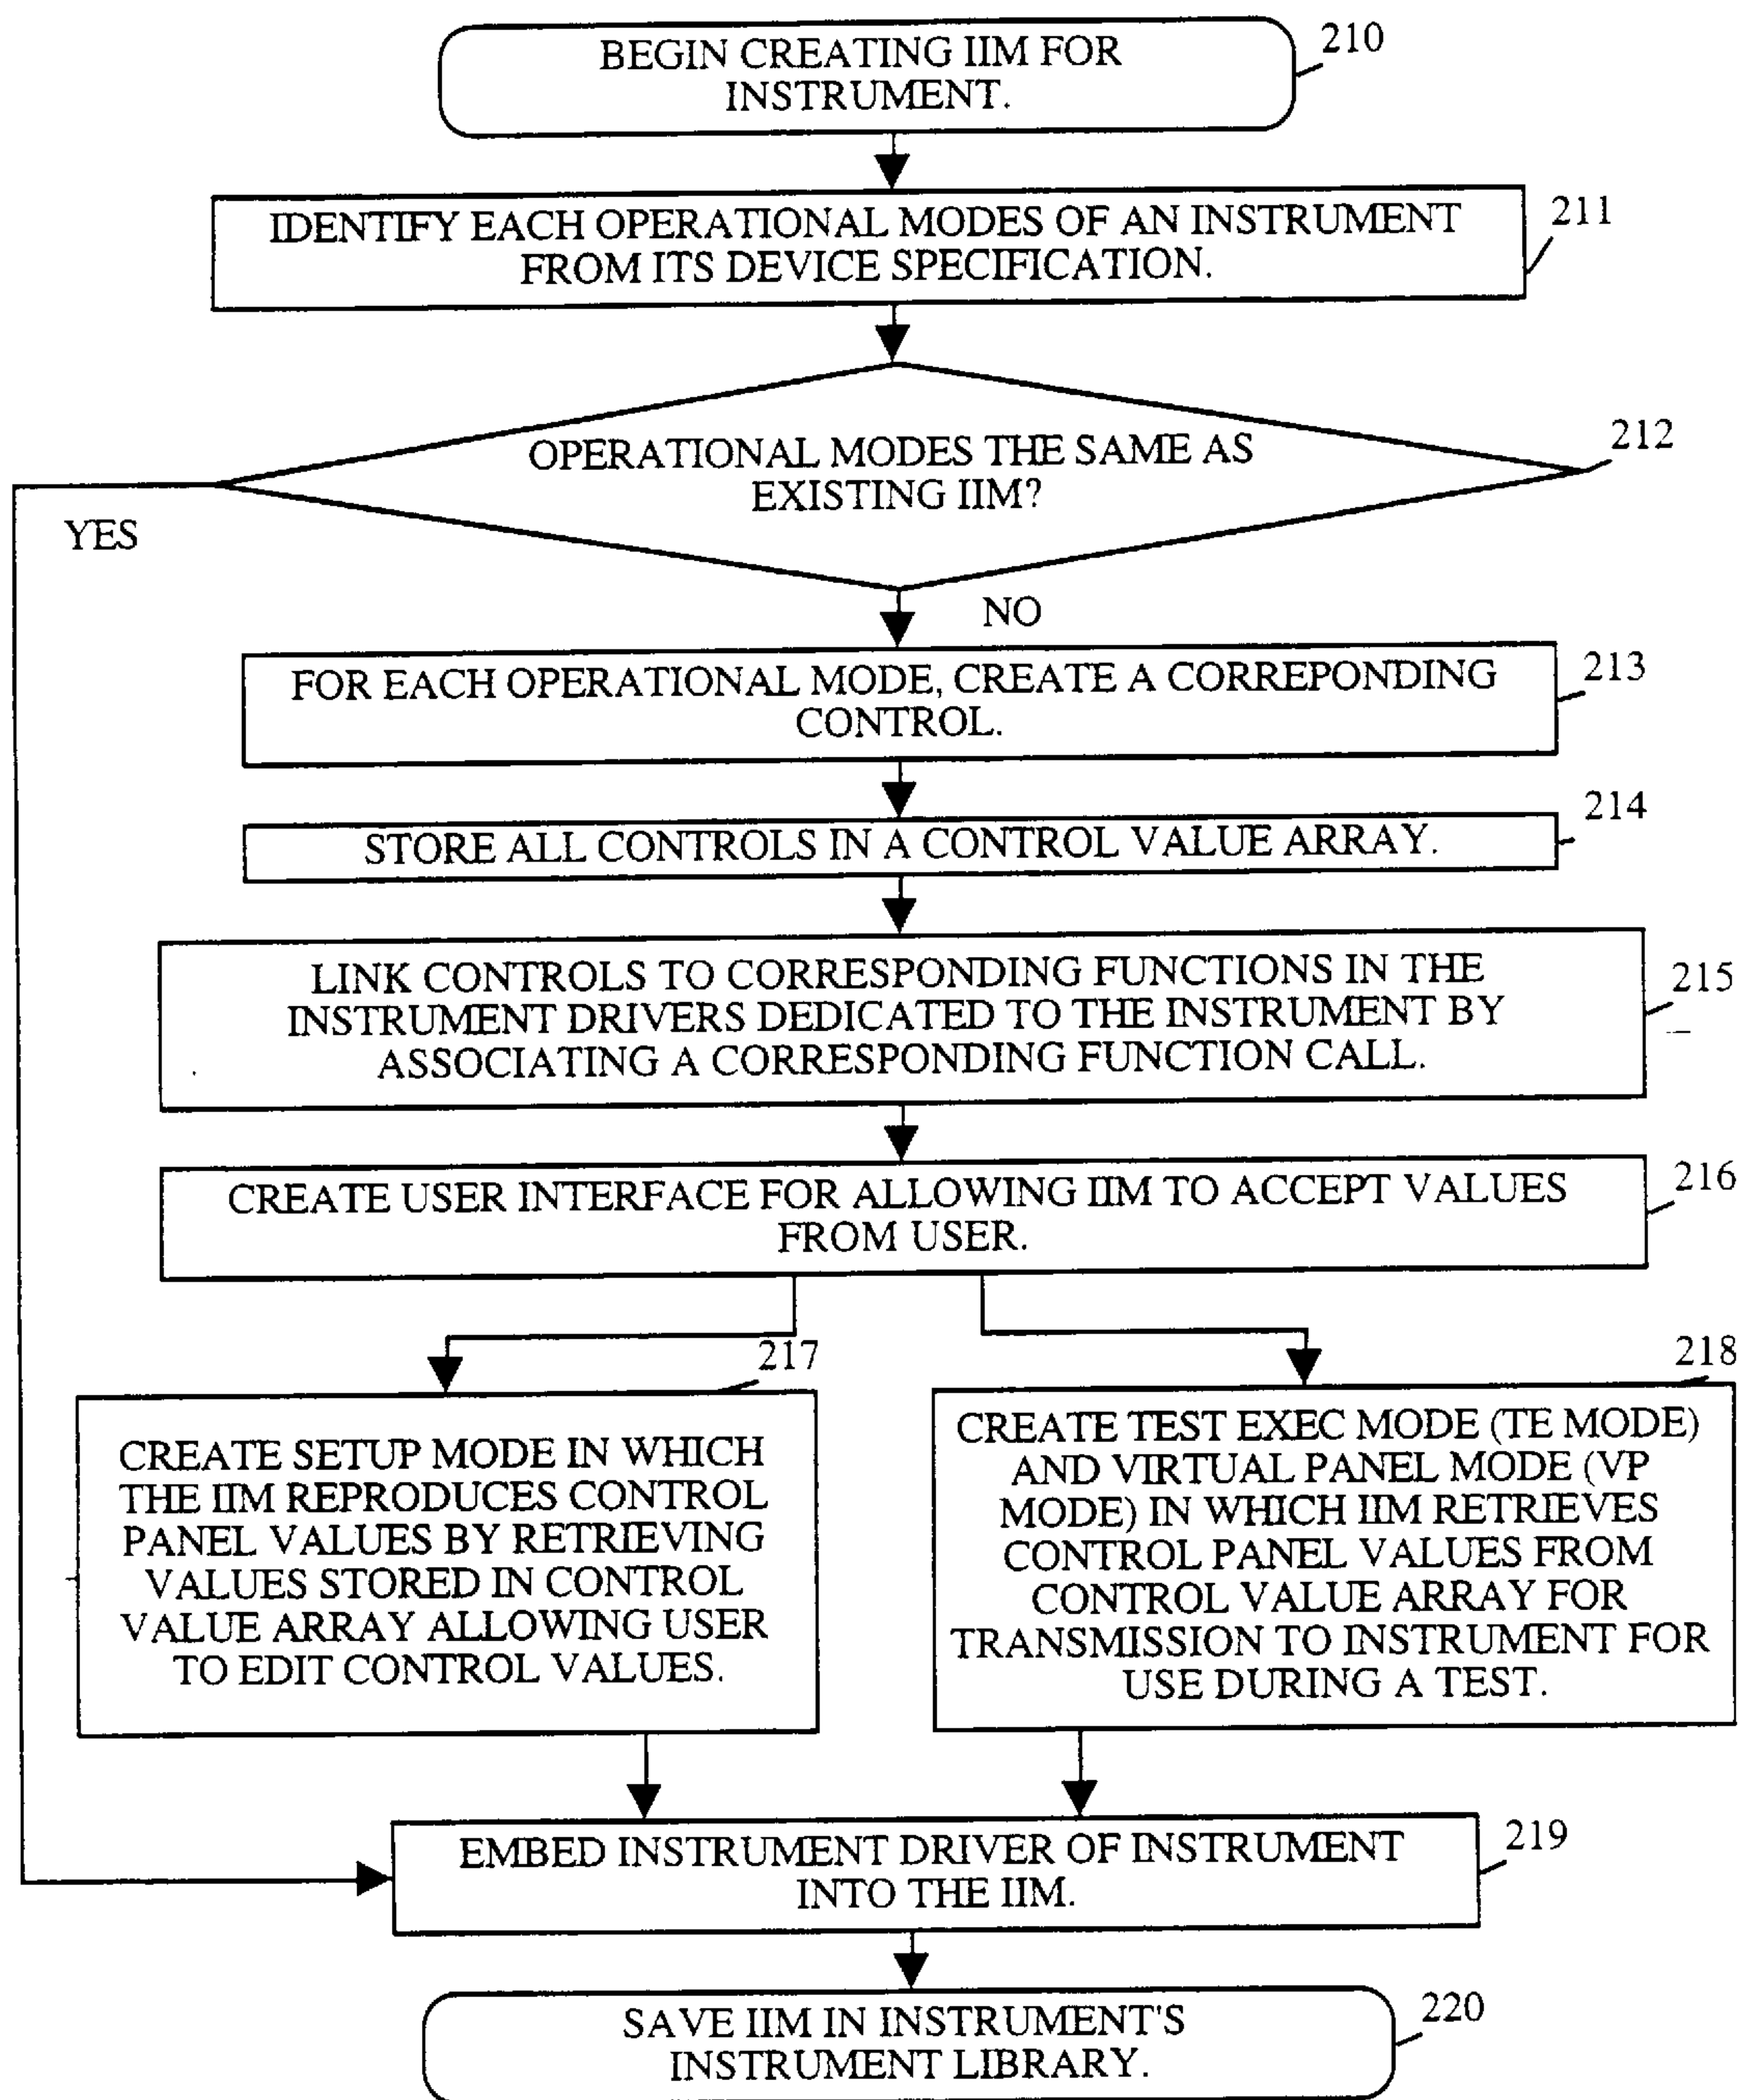 BEGIN CREATING IIM FOR
INSTRUMENT.
210
IDENTIFY EACH OPERATIONAL MODES OF AN INSTRUMENT
FROM ITS DEVICE SPECIFICATION.
211
OPERATIONAL MODES THE SAME AS
EXISTING IIM?
212
YES
NO
FOR EACH OPERATIONAL MODE, CREATE A CORREPONDING
CONTROL.
213
STORE ALL CONTROLS IN A CONTROL VALUE ARRAY.
214
LINK CONTROLS TO CORRESPONDING FUNCTIONS IN THE
INSTRUMENT DRIVERS DEDICATED TO THE INSTRUMENT BY
ASSOCIATING A CORRESPONDING FUNCTION CALL.
215
CREATE USER INTERFACE FOR ALLOWING IIM TO ACCEPT VALUES
FROM USER.
216
217
CREATE SETUP MODE IN WHICH
THE IIM REPRODUCES CONTROL
PANEL VALUES BY RETRIEVING
VALUES STORED IN CONTROL
VALUE ARRAY ALLOWING USER
TO EDIT CONTROL VALUES.
218
CREATE TEST EXEC MODE (TE MODE)
AND VIRTUAL PANEL MODE (VP
MODE) IN WHICH IIM RETRIEVES
CONTROL PANEL VALUES FROM
CONTROL VALUE ARRAY FOR
TRANSMISSION TO INSTRUMENT FOR
USE DURING A TEST.
EMBED INSTRUMENT DRIVER OF INSTRUMENT
INTO THE IIM.
219
SAVE IIM IN INSTRUMENT'S
INSTRUMENT LIBRARY.
220